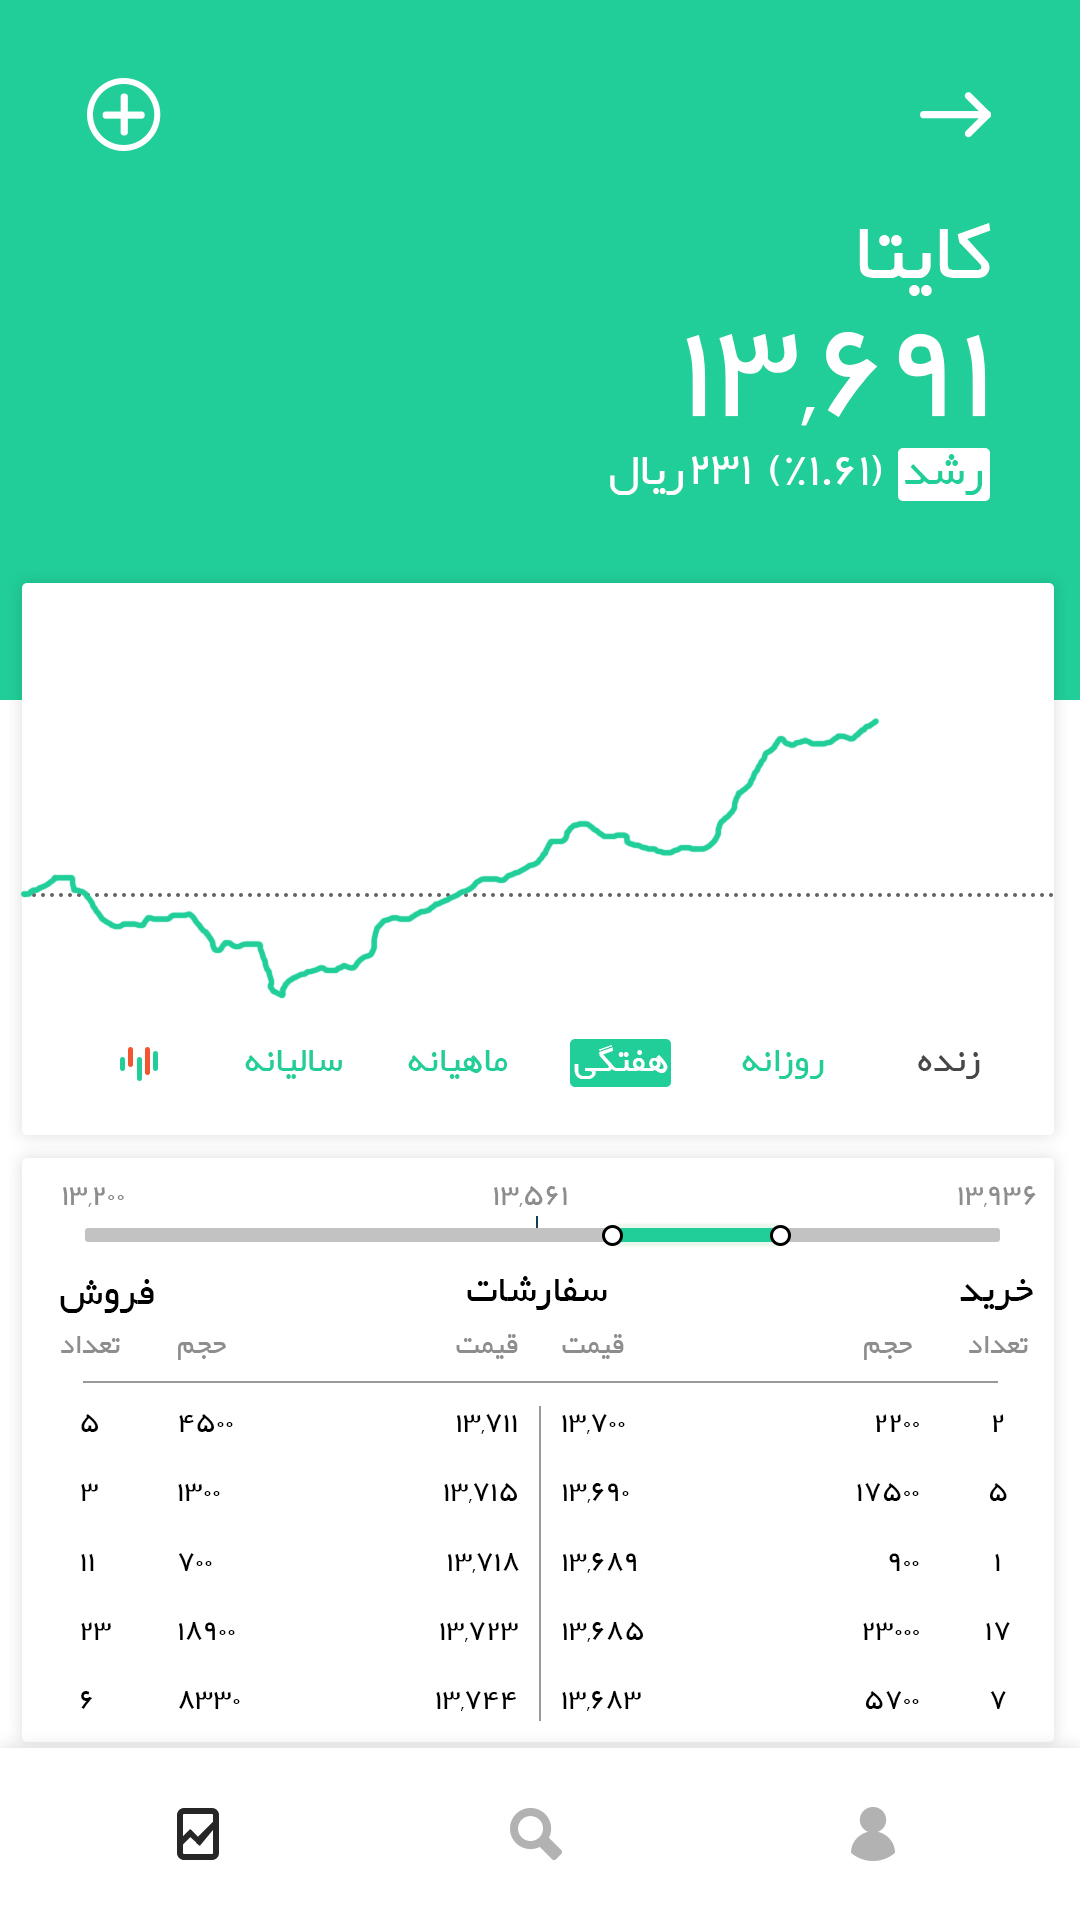 کایتا
۱۳,۶۹۱
رشد (٪۱.۶۱) ۲۳۱ ریال
زنده روزانه هفتگی ماهیانه سالیانه
۱۳,۹۳۶ ۱۳,۵۶۱ ۱۳,۲۰۰
خرید سفارشات فروش
تعداد حجم قیمت قیمت حجم تعداد
۲ ۲۲۰۰ ۱۳,۷۰۰ ۱۳,۷۱۱ ۴۵۰۰ ۵
۵ ۱۷۵۰۰ ۱۳,۶۹۰ ۱۳,۷۱۵ ۱۳۰۰ ۳
۱ ۹۰۰ ۱۳,۶۸۹ ۱۳,۷۱۸ ۷۰۰ ۱۱
۱۷ ۲۳۰۰۰ ۱۳,۶۸۵ ۱۳,۷۲۳ ۱۸۹۰۰ ۲۳
۷ ۵۷۰۰ ۱۳,۶۸۳ ۱۳,۷۴۴ ۸۳۳۰ ۶